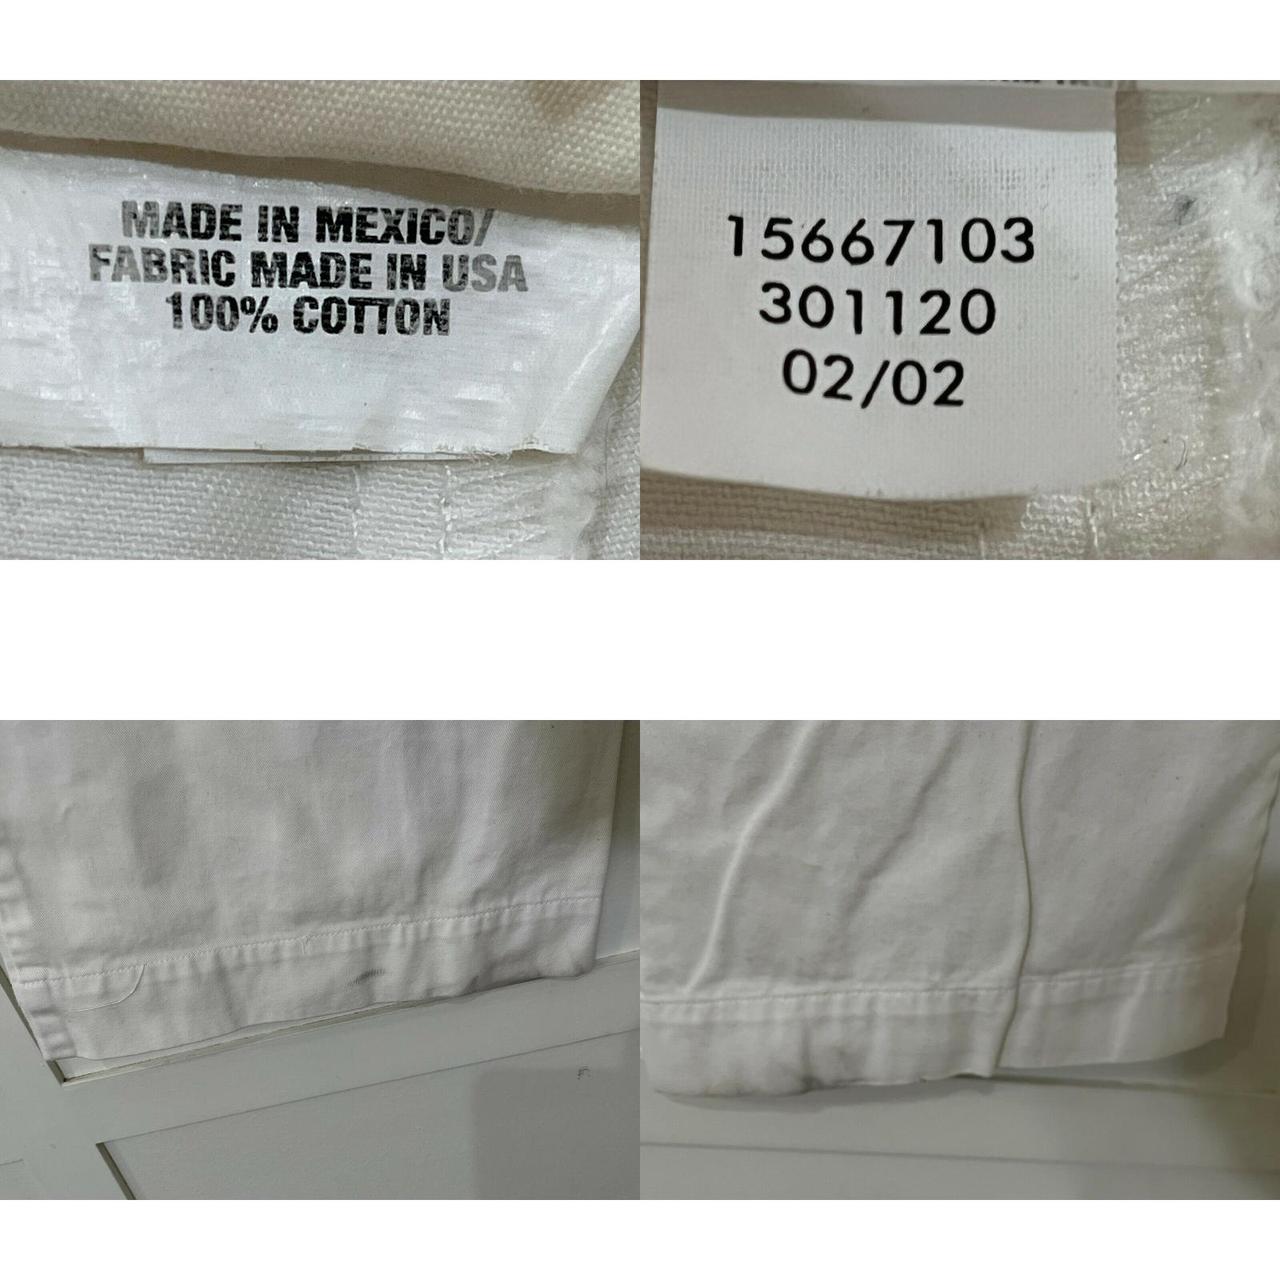 MADE IN MEXICO/
FABRIC MADE IN USA
100% COTTON
15667103
301120
02/02